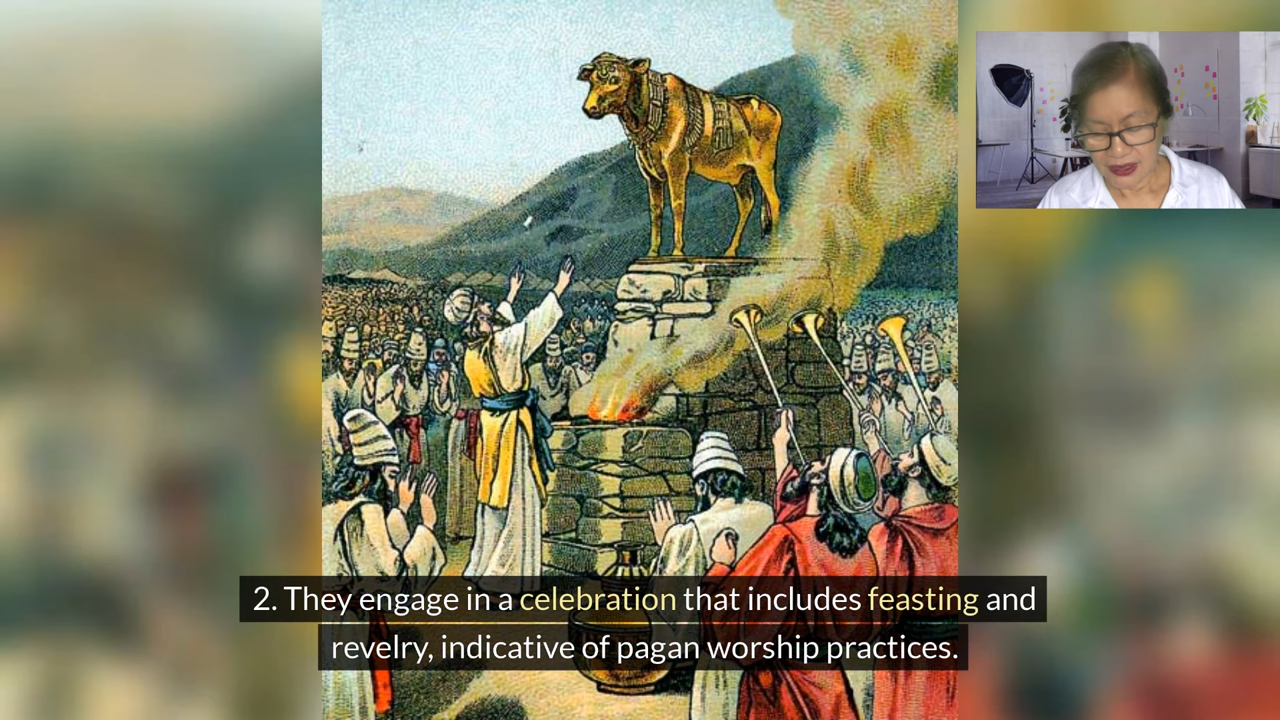 2. They engage in a celebration that includes feasting and
revelry, indicative of pagan worship practices.